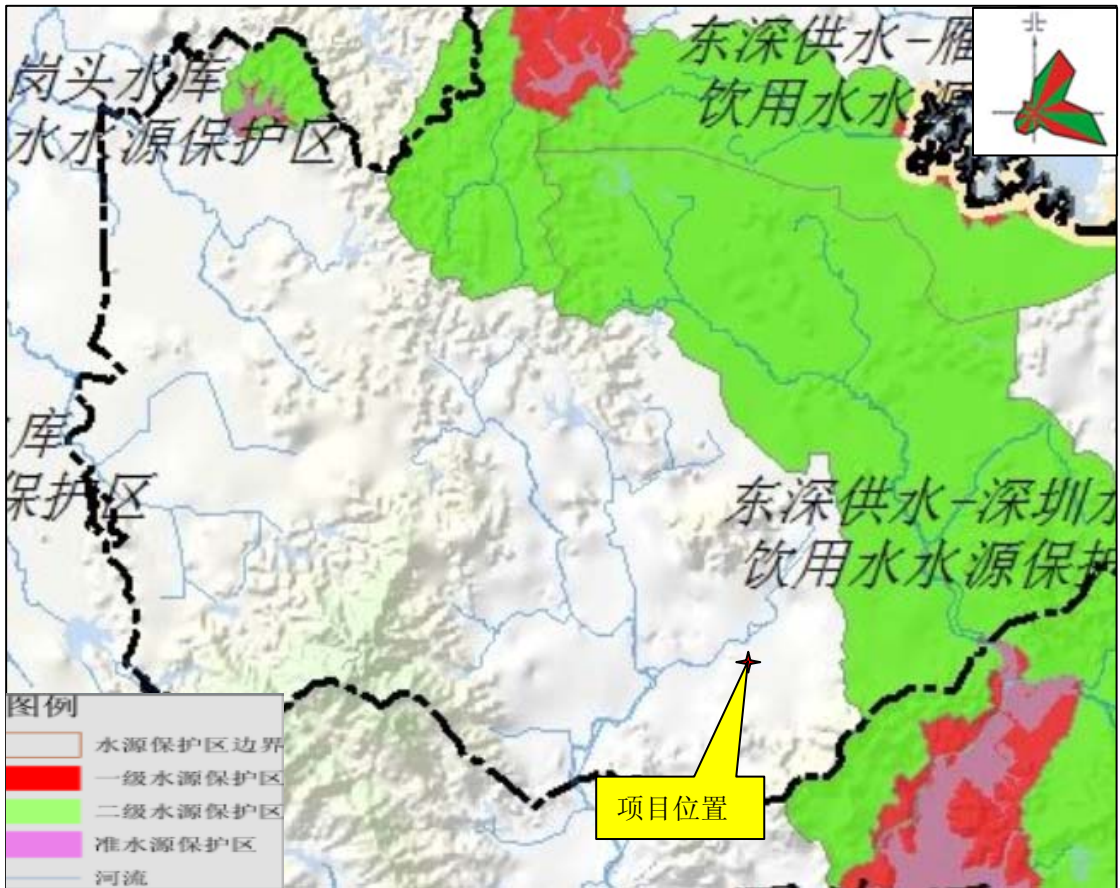 岗头水库
水水源保护区
东深供水-雁
饮用水水源
北
库
保护区
东深供水-深圳水
饮用水水源保护
项目位置
图例
水源保护区边界
一级水源保护区
二级水源保护区
准水源保护区
河流